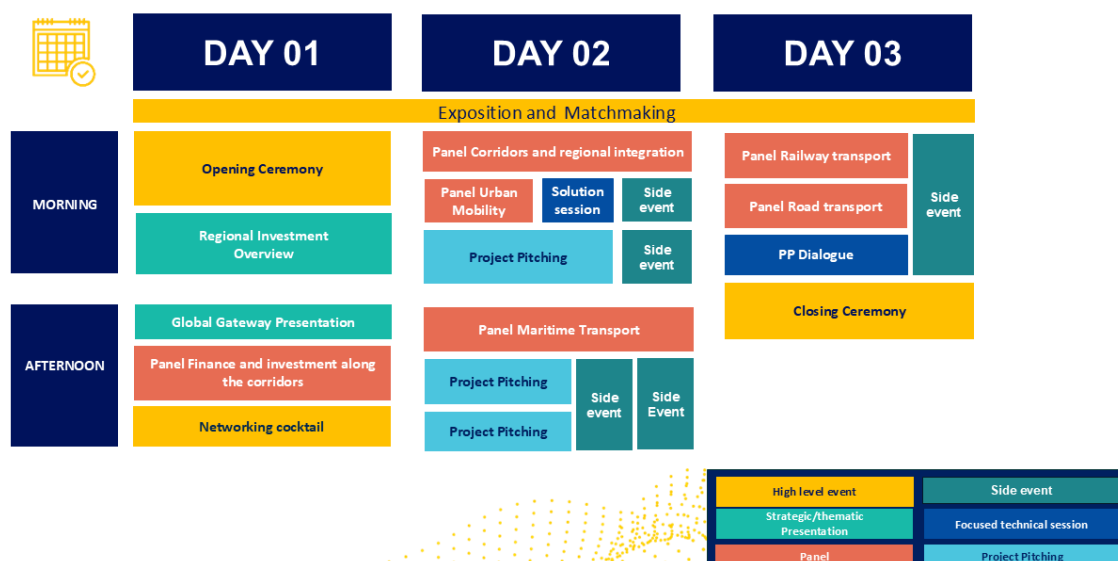 DAY 01
DAY 02
DAY 03
Exposition and Matchmaking
MORNING
Opening Ceremony
Regional Investment
Overview
Panel Corridors and regional integration
Panel Urban
Mobility
Solution
session
Side
event
Project Pitching
Side
event
Panel Railway transport
Panel Road transport
PP Dialogue
Side
event
Closing Ceremony
AFTERNOON
Global Gateway Presentation
Panel Finance and investment along
the corridors
Networking cocktail
Panel Maritime Transport
Project Pitching
Project Pitching
Side
event
Side
Event
High level event
Side event
Strategic/thematic
Presentation
Focused technical session
Panel
Project Pitching